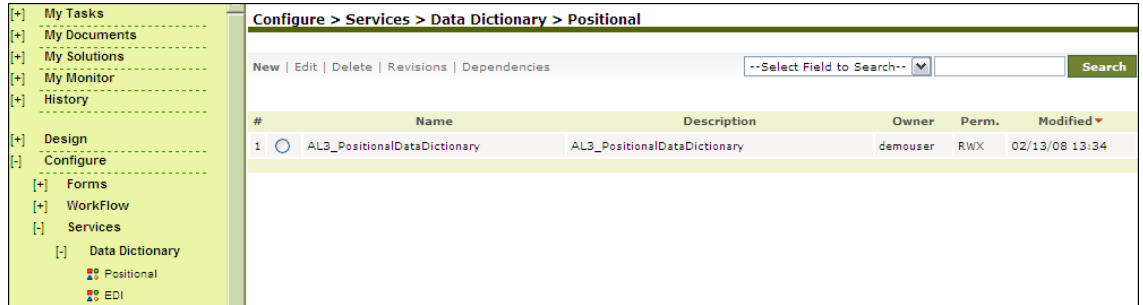 [+] My Tasks
[+] My Documents
[+] My Solutions
[+] My Monitor
[+] History
[+] Design
[-] Configure
[+] Forms
[+] WorkFlow
[-] Services
[-] Data Dictionary
Positional
EDI
Configure > Services > Data Dictionary > Positional
New | Edit | Delete | Revisions | Dependencies --Select Field to Search-- Search
# Name Description Owner Perm. Modified
1 AL3_PositionalDataDictionary AL3_PositionalDataDictionary demouser RWX 02/13/08 13:34